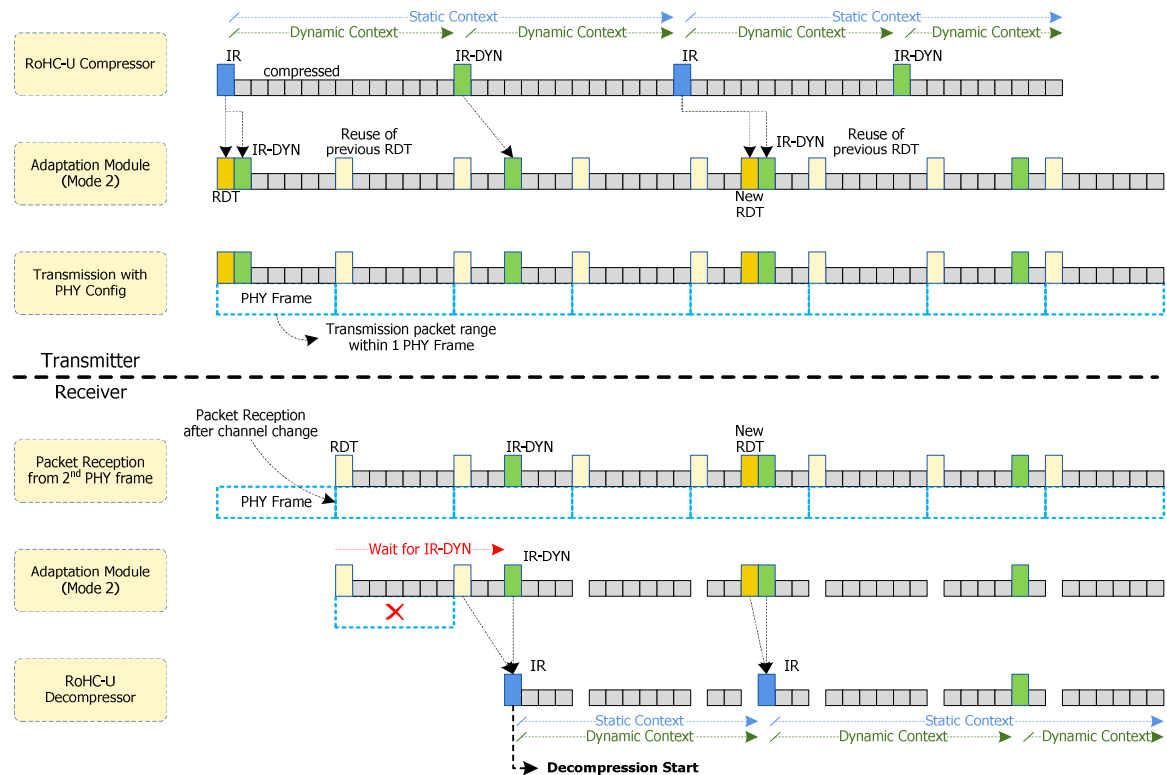 Static Context
Static Context
Dynamic Context
Dynamic Context
Dynamic Context
Dynamic Context
RoHC-U Compressor
IR
compressed
IR-DYN
IR
IR-DYN
Adaptation Module
(Mode 2)
IR-DYN
Reuse of
previous RDT
IR-DYN
Reuse of
previous RDT
RDT
New
RDT
Transmission with
PHY Config
PHY Frame
Transmission packet range
within 1 PHY Frame
Transmitter
Receiver
Packet Reception
after channel change
Packet Reception
from 2nd PHY frame
RDT
IR-DYN
New
RDT
PHY Frame
Adaptation Module
(Mode 2)
Wait for IR-DYN
IR-DYN
RoHC-U
Decompressor
IR
IR
Static Context
Static Context
Dynamic Context
Dynamic Context
Dynamic Context
Decompression Start